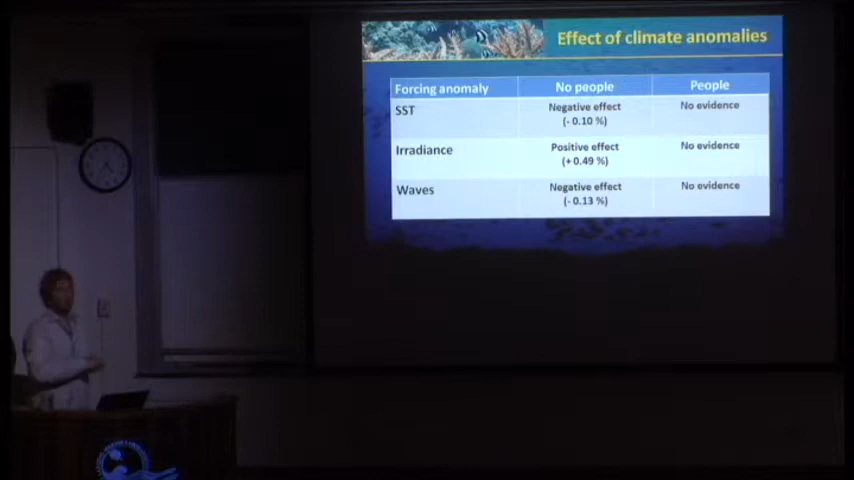 Effect of climate anomalies
Forcing anomaly No people People
SST Negative effect No evidence
(- 0.10 %)
Irradiance Positive effect No evidence
(+ 0.49 %)
Waves Negative effect No evidence
(- 0.13 %)